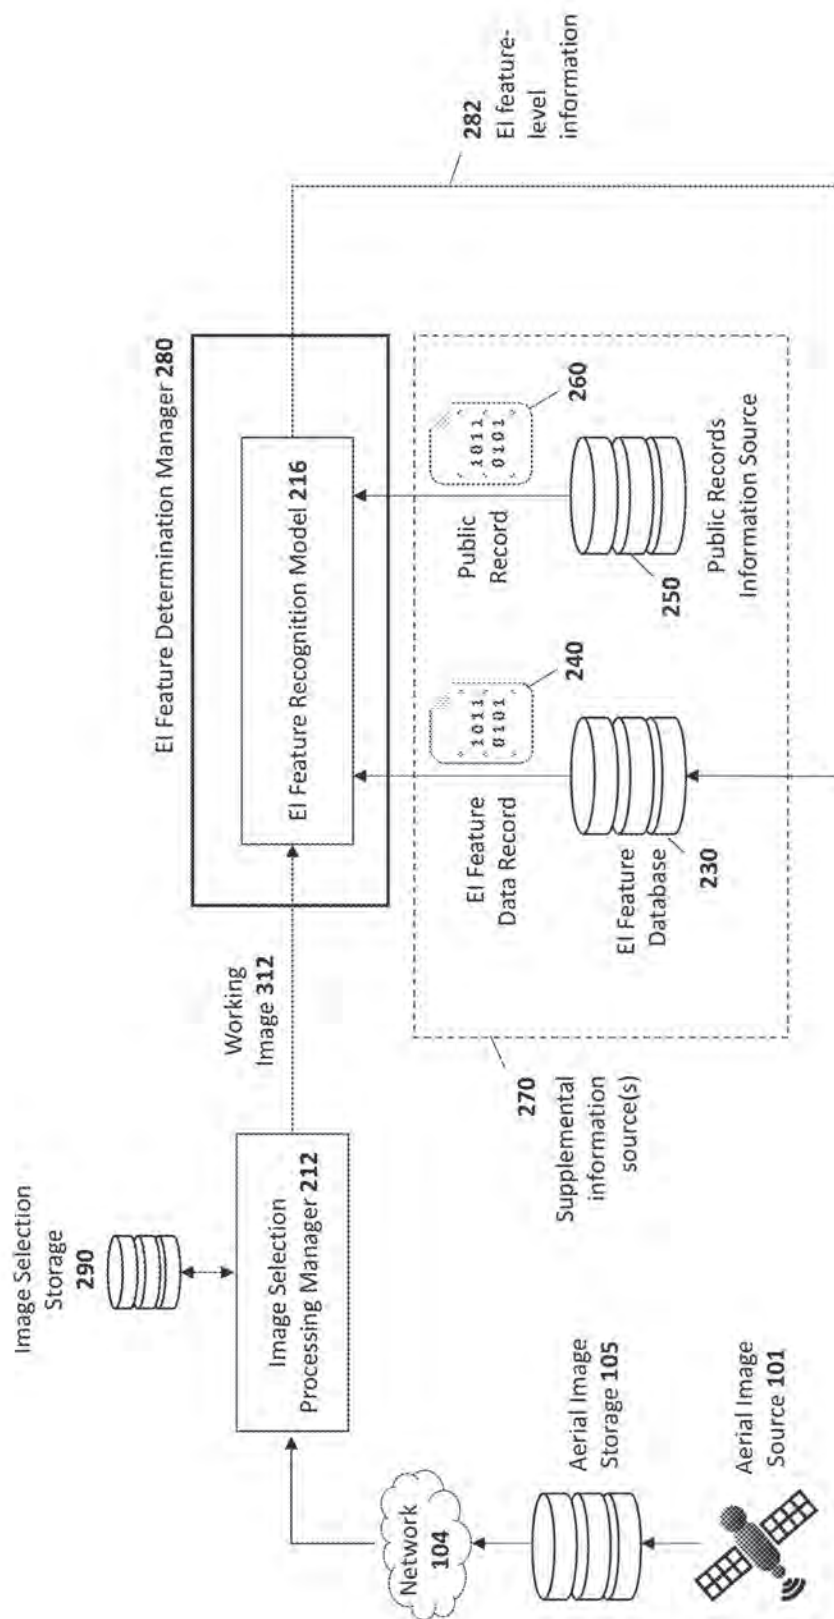 Image Selection
Storage
290
Image Selection
Processing Manager 212
Network
104
Aerial Image
Storage 105
Aerial Image
Source 101
Working
Image 312
EI Feature Determination Manager 280
EI Feature Recognition Model 216
282 EI feature-
level
information
EI Feature
Data Record
1011
0101
240
Public
Record
1011
0101
260
EI Feature
Database
230
250
Public Records
Information Source
270
Supplemental
information
source(s)